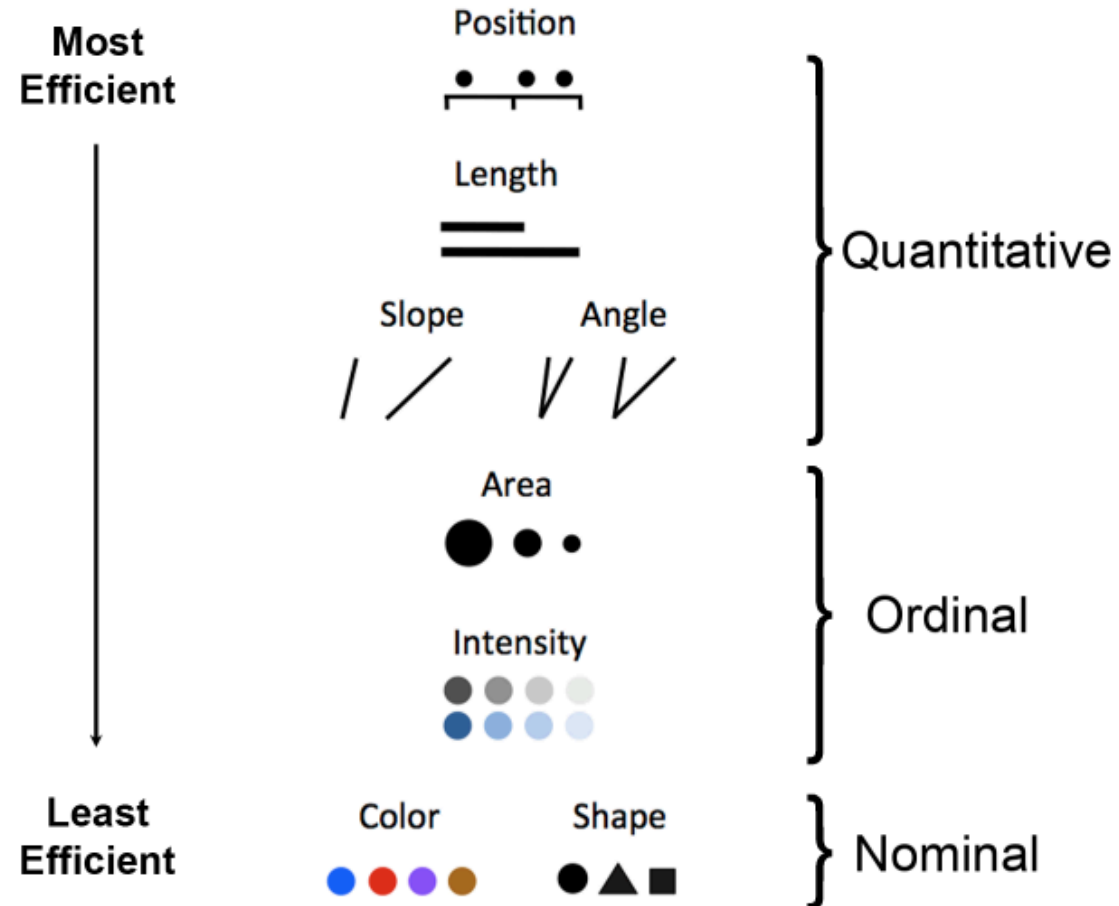 Most
Efficient
Position
Length
Slope
Angle
Quantitative
Area
Intensity
Ordinal
Least
Efficient
Color
Shape
Nominal